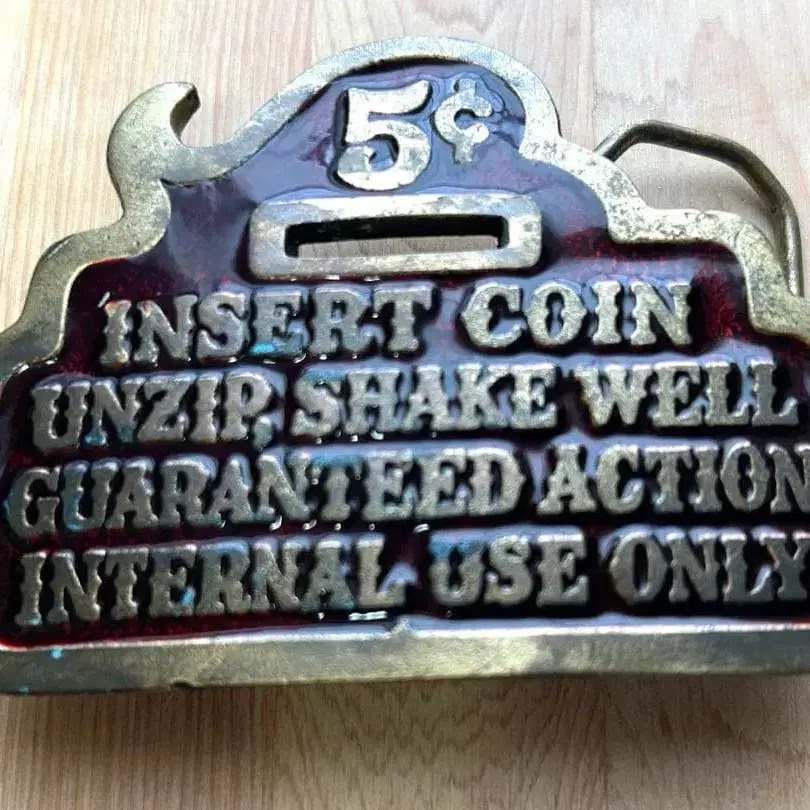 5¢
INSERT COIN
UNZIP, SHAKE WELL
GUARANTEED ACTION
INTERNAL USE ONLY